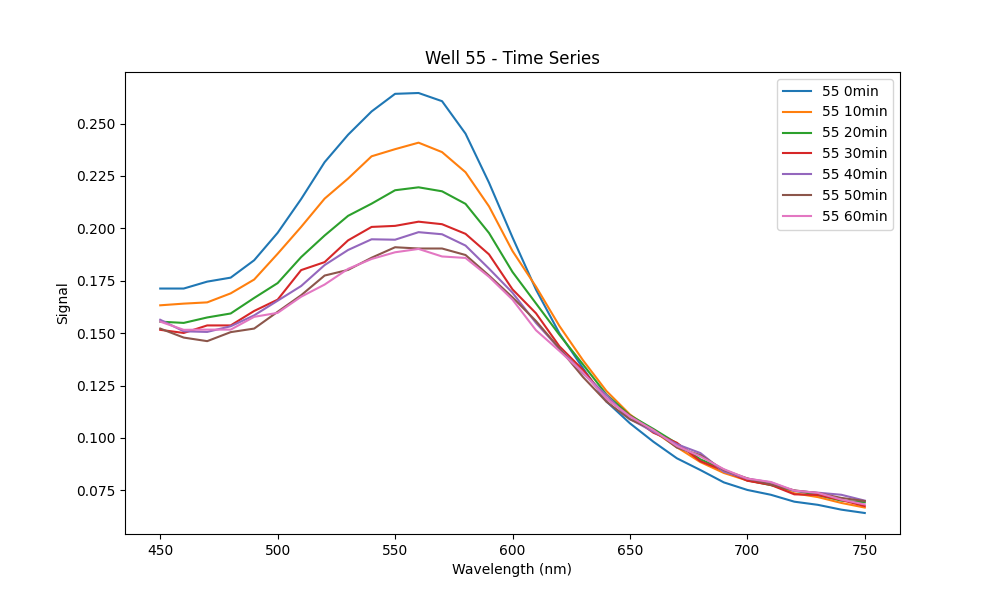 Well 55 - Time Series
Signal
0.250
0.225
0.200
0.175
0.150
0.125
0.100
0.075
55 0min
55 10min
55 20min
55 30min
55 40min
55 50min
55 60min
450 500 550 600 650 700 750
Wavelength (nm)